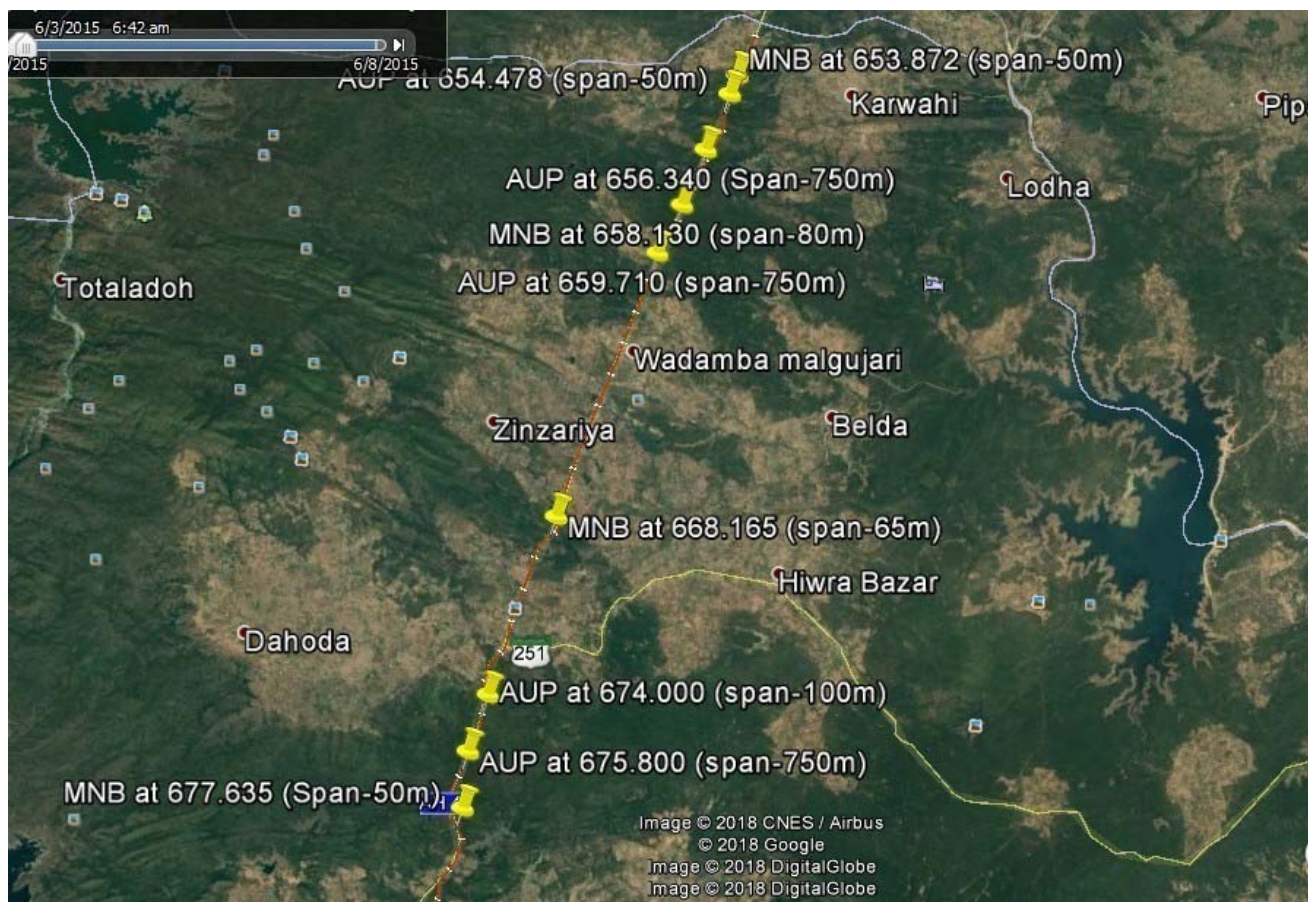 6/3/2015 6:42 am
/2015
6/8/2015
MNB at 653.872 (span-50m)
AUP at 654.478 (span-50m)
Karwahi
Pip
AUP at 656.340 (Span-750m)
Lodha
MNB at 658.130 (span-80m)
AUP at 659.710 (span-750m)
Totaladoh
Wadamba malgujari
Zinzariya
Belda
MNB at 668.165 (span-65m)
Hiwra Bazar
Dahoda
251
AUP at 674.000 (span-100m)
AUP at 675.800 (span-750m)
MNB at 677.635 (Span-50m)
Image © 2018 CNES / Airbus
© 2018 Google
Image © 2018 DigitalGlobe
Image © 2018 DigitalGlobe